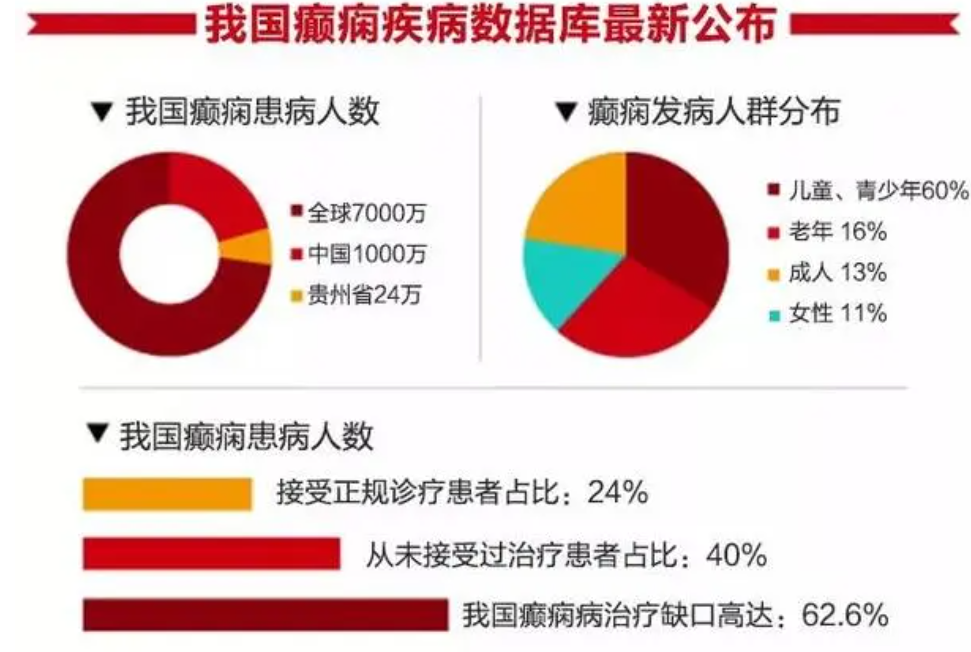 我国癫痫疾病数据库最新公布
▼ 我国癫痫患病人数
全球7000万
中国1000万
贵州省24万
▼ 癫痫发病人群分布
儿童、青少年60%
老年 16%
成人 13%
女性 11%
▼ 我国癫痫患病人数
接受正规诊疗患者占比：24%
从未接受过治疗患者占比：40%
我国癫痫病治疗缺口高达：62.6%